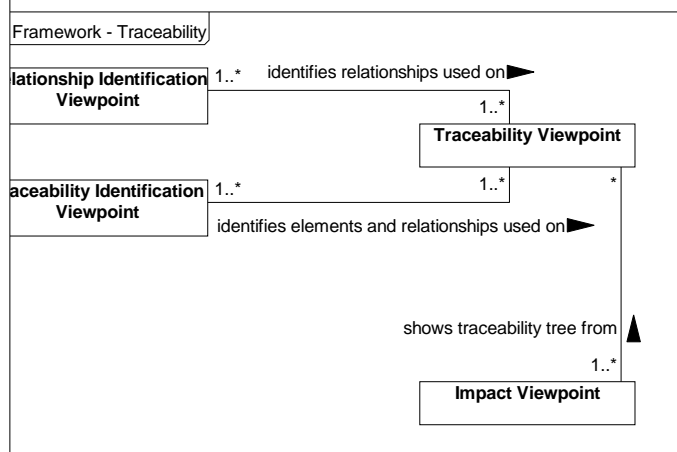 Framework - Traceability
lationship Identification
Viewpoint
1..*
identifies relationships used on
1..*
Traceability Viewpoint
aceability Identification
Viewpoint
1..*
1..*
*
identifies elements and relationships used on
shows traceability tree from
1..*
Impact Viewpoint